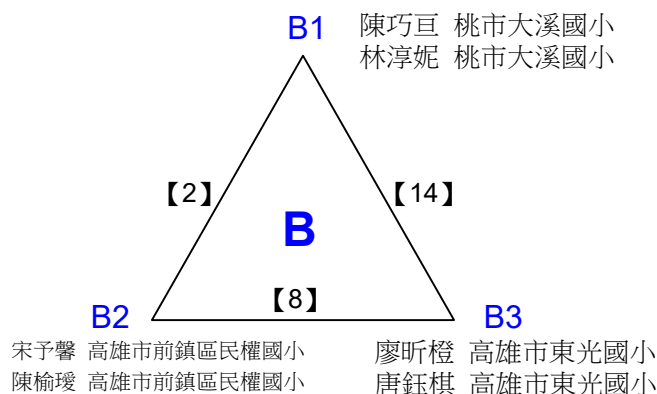 B1
陳巧亘 桃市大溪國小
林淳妮 桃市大溪國小
【2】
【14】
B
【8】
B2
B3
宋予馨 高雄市前鎮區民權國小
陳榆璦 高雄市前鎮區民權國小
廖昕橙 高雄市東光國小
唐鈺棋 高雄市東光國小